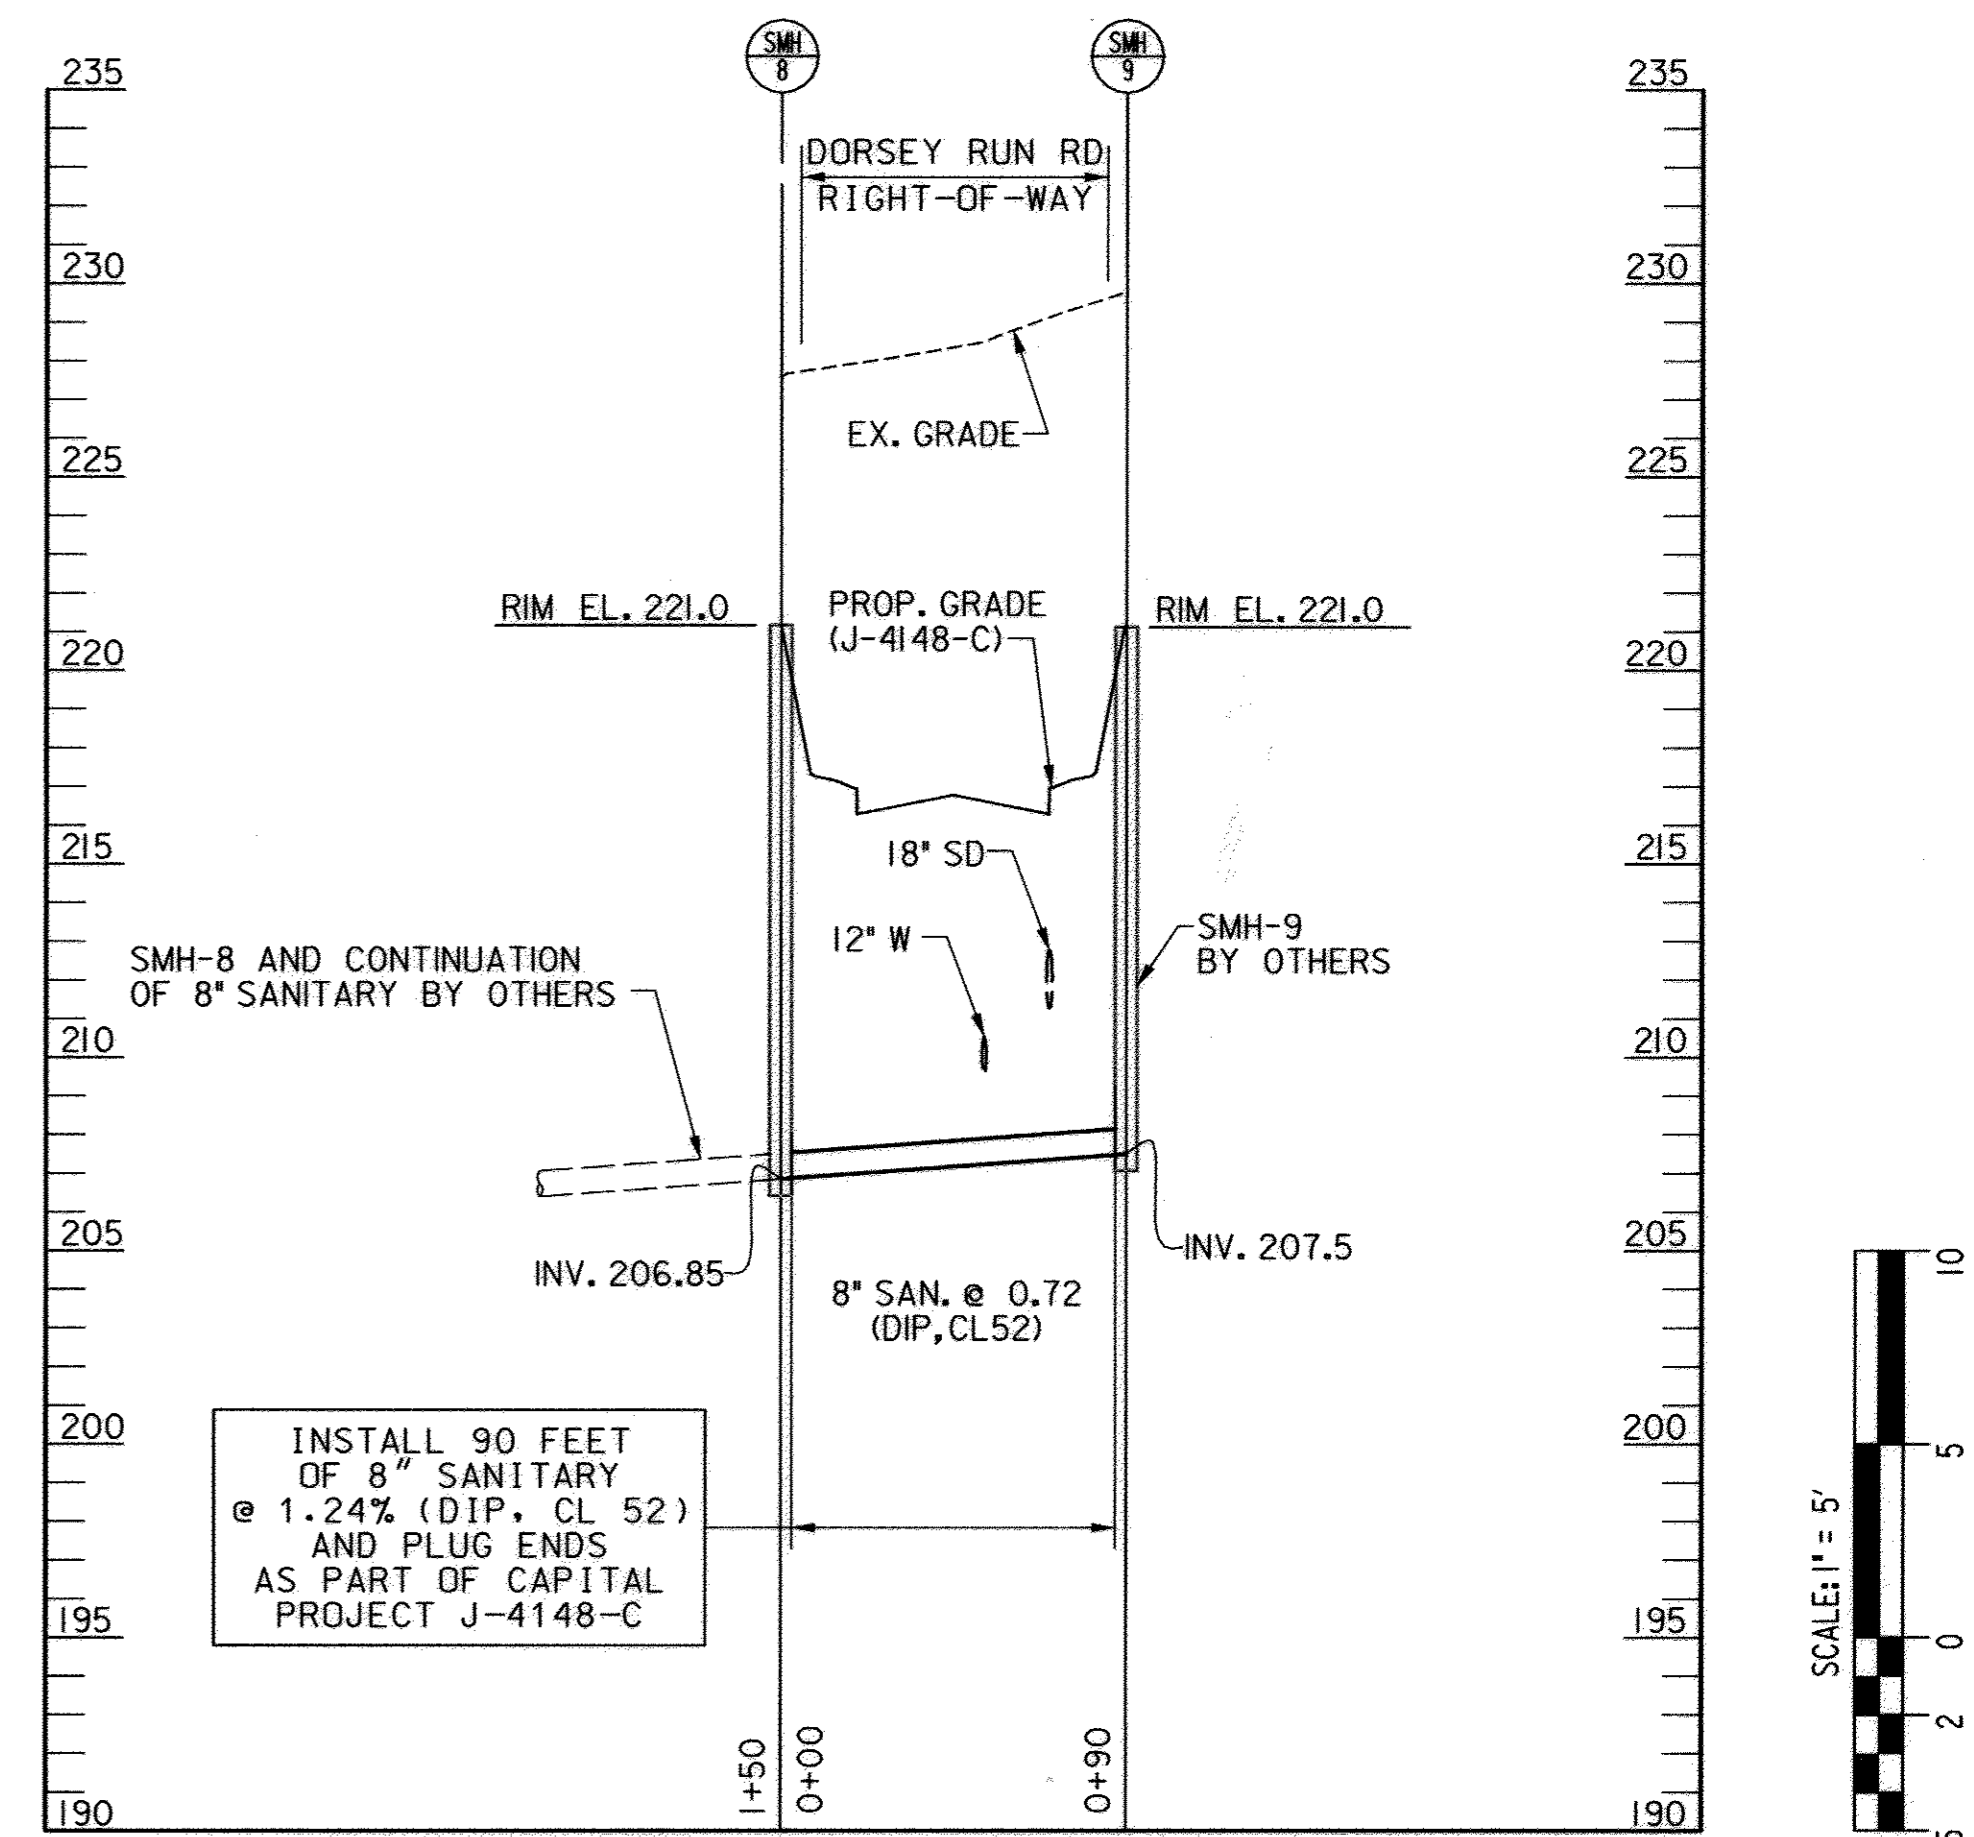 SMH
8
SMH
9
235
235
DORSEY RUN RD
RIGHT-OF-WAY
230
230
EX. GRADE
225
225
RIM EL. 221.0
PROP. GRADE
(J-4148-C)
RIM EL. 221.0
220
220
18" SD
215
215
12" W
SMH-9
BY OTHERS
SMH-8 AND CONTINUATION
OF 8" SANITARY BY OTHERS
210
210
205
205
INV. 206.85
INV. 207.5
8" SAN. @ 0.72
(DIP, CL52)
200
200
INSTALL 90 FEET
OF 8" SANITARY
@ 1.24% (DIP, CL 52)
AND PLUG ENDS
AS PART OF CAPITAL
PROJECT J-4148-C
195
195
1+50
0+00
0+90
190
190
SCALE: 1" = 5'
10
5
0
2